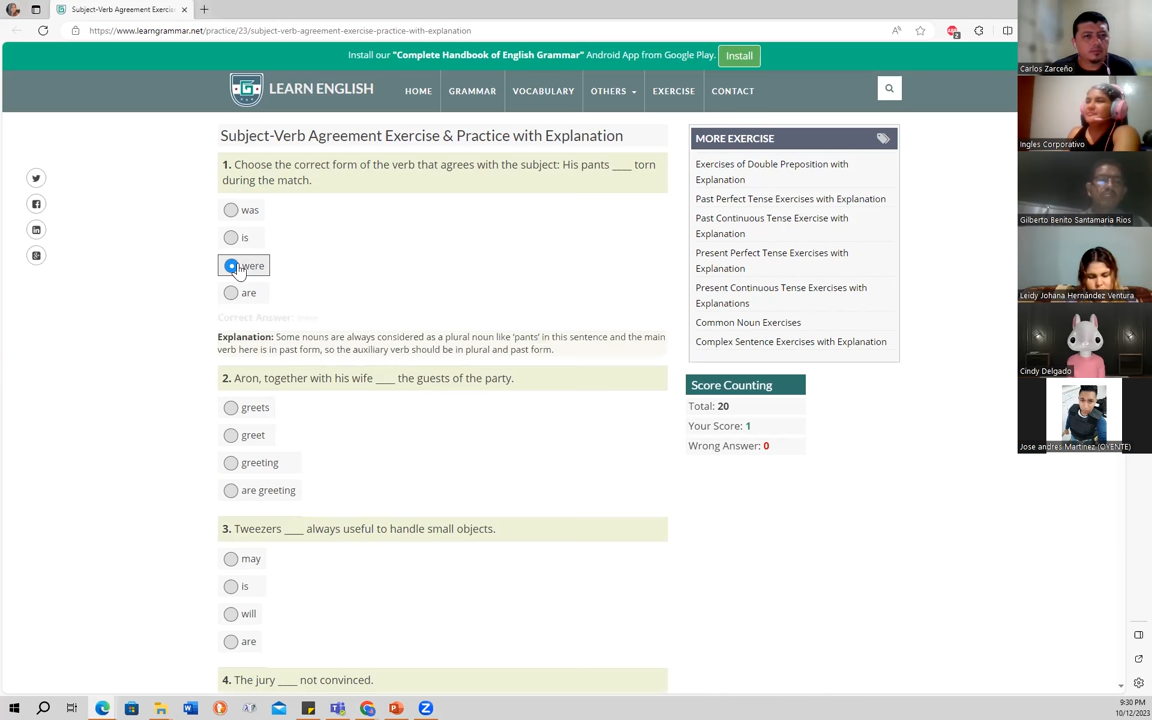 Subject-Verb Agreement Exercis
https://www.learngrammar.net/practice/23/subject-verb-agreement-exercise-practice-with-explanation
Install our "Complete Handbook of English Grammar" Android App from Google Play.
Install
LEARN ENGLISH
HOME
GRAMMAR
VOCABULARY
OTHERS
EXERCISE
CONTACT
Subject-Verb Agreement Exercise & Practice with Explanation
1. Choose the correct form of the verb that agrees with the subject: His pants ____ torn
during the match.
was
is
were
are
Correct Answer: were
Explanation: Some nouns are always considered as a plural noun like 'pants' in this sentence and the main
verb here is in past form, so the auxiliary verb should be in plural and past form.
2. Aron, together with his wife ____ the guests of the party.
greets
greet
greeting
are greeting
3. Tweezers ____ always useful to handle small objects.
may
is
will
are
4. The jury ____ not convinced.
MORE EXERCISE
Exercises of Double Preposition with
Explanation
Past Perfect Tense Exercises with Explanation
Past Continuous Tense Exercise with
Explanation
Present Perfect Tense Exercises with
Explanation
Present Continuous Tense Exercises with
Explanations
Common Noun Exercises
Complex Sentence Exercises with Explanation
Score Counting
Total: 20
Your Score: 1
Wrong Answer: 0
Carlos Zarceño
Ingles Corporativo
Gilberto Benito Santamaria Rios
Leidy Johana Hernández Ventura
Cindy Delgado
Jose andres Martinez (OYENTE)
9:30 PM
10/12/2023